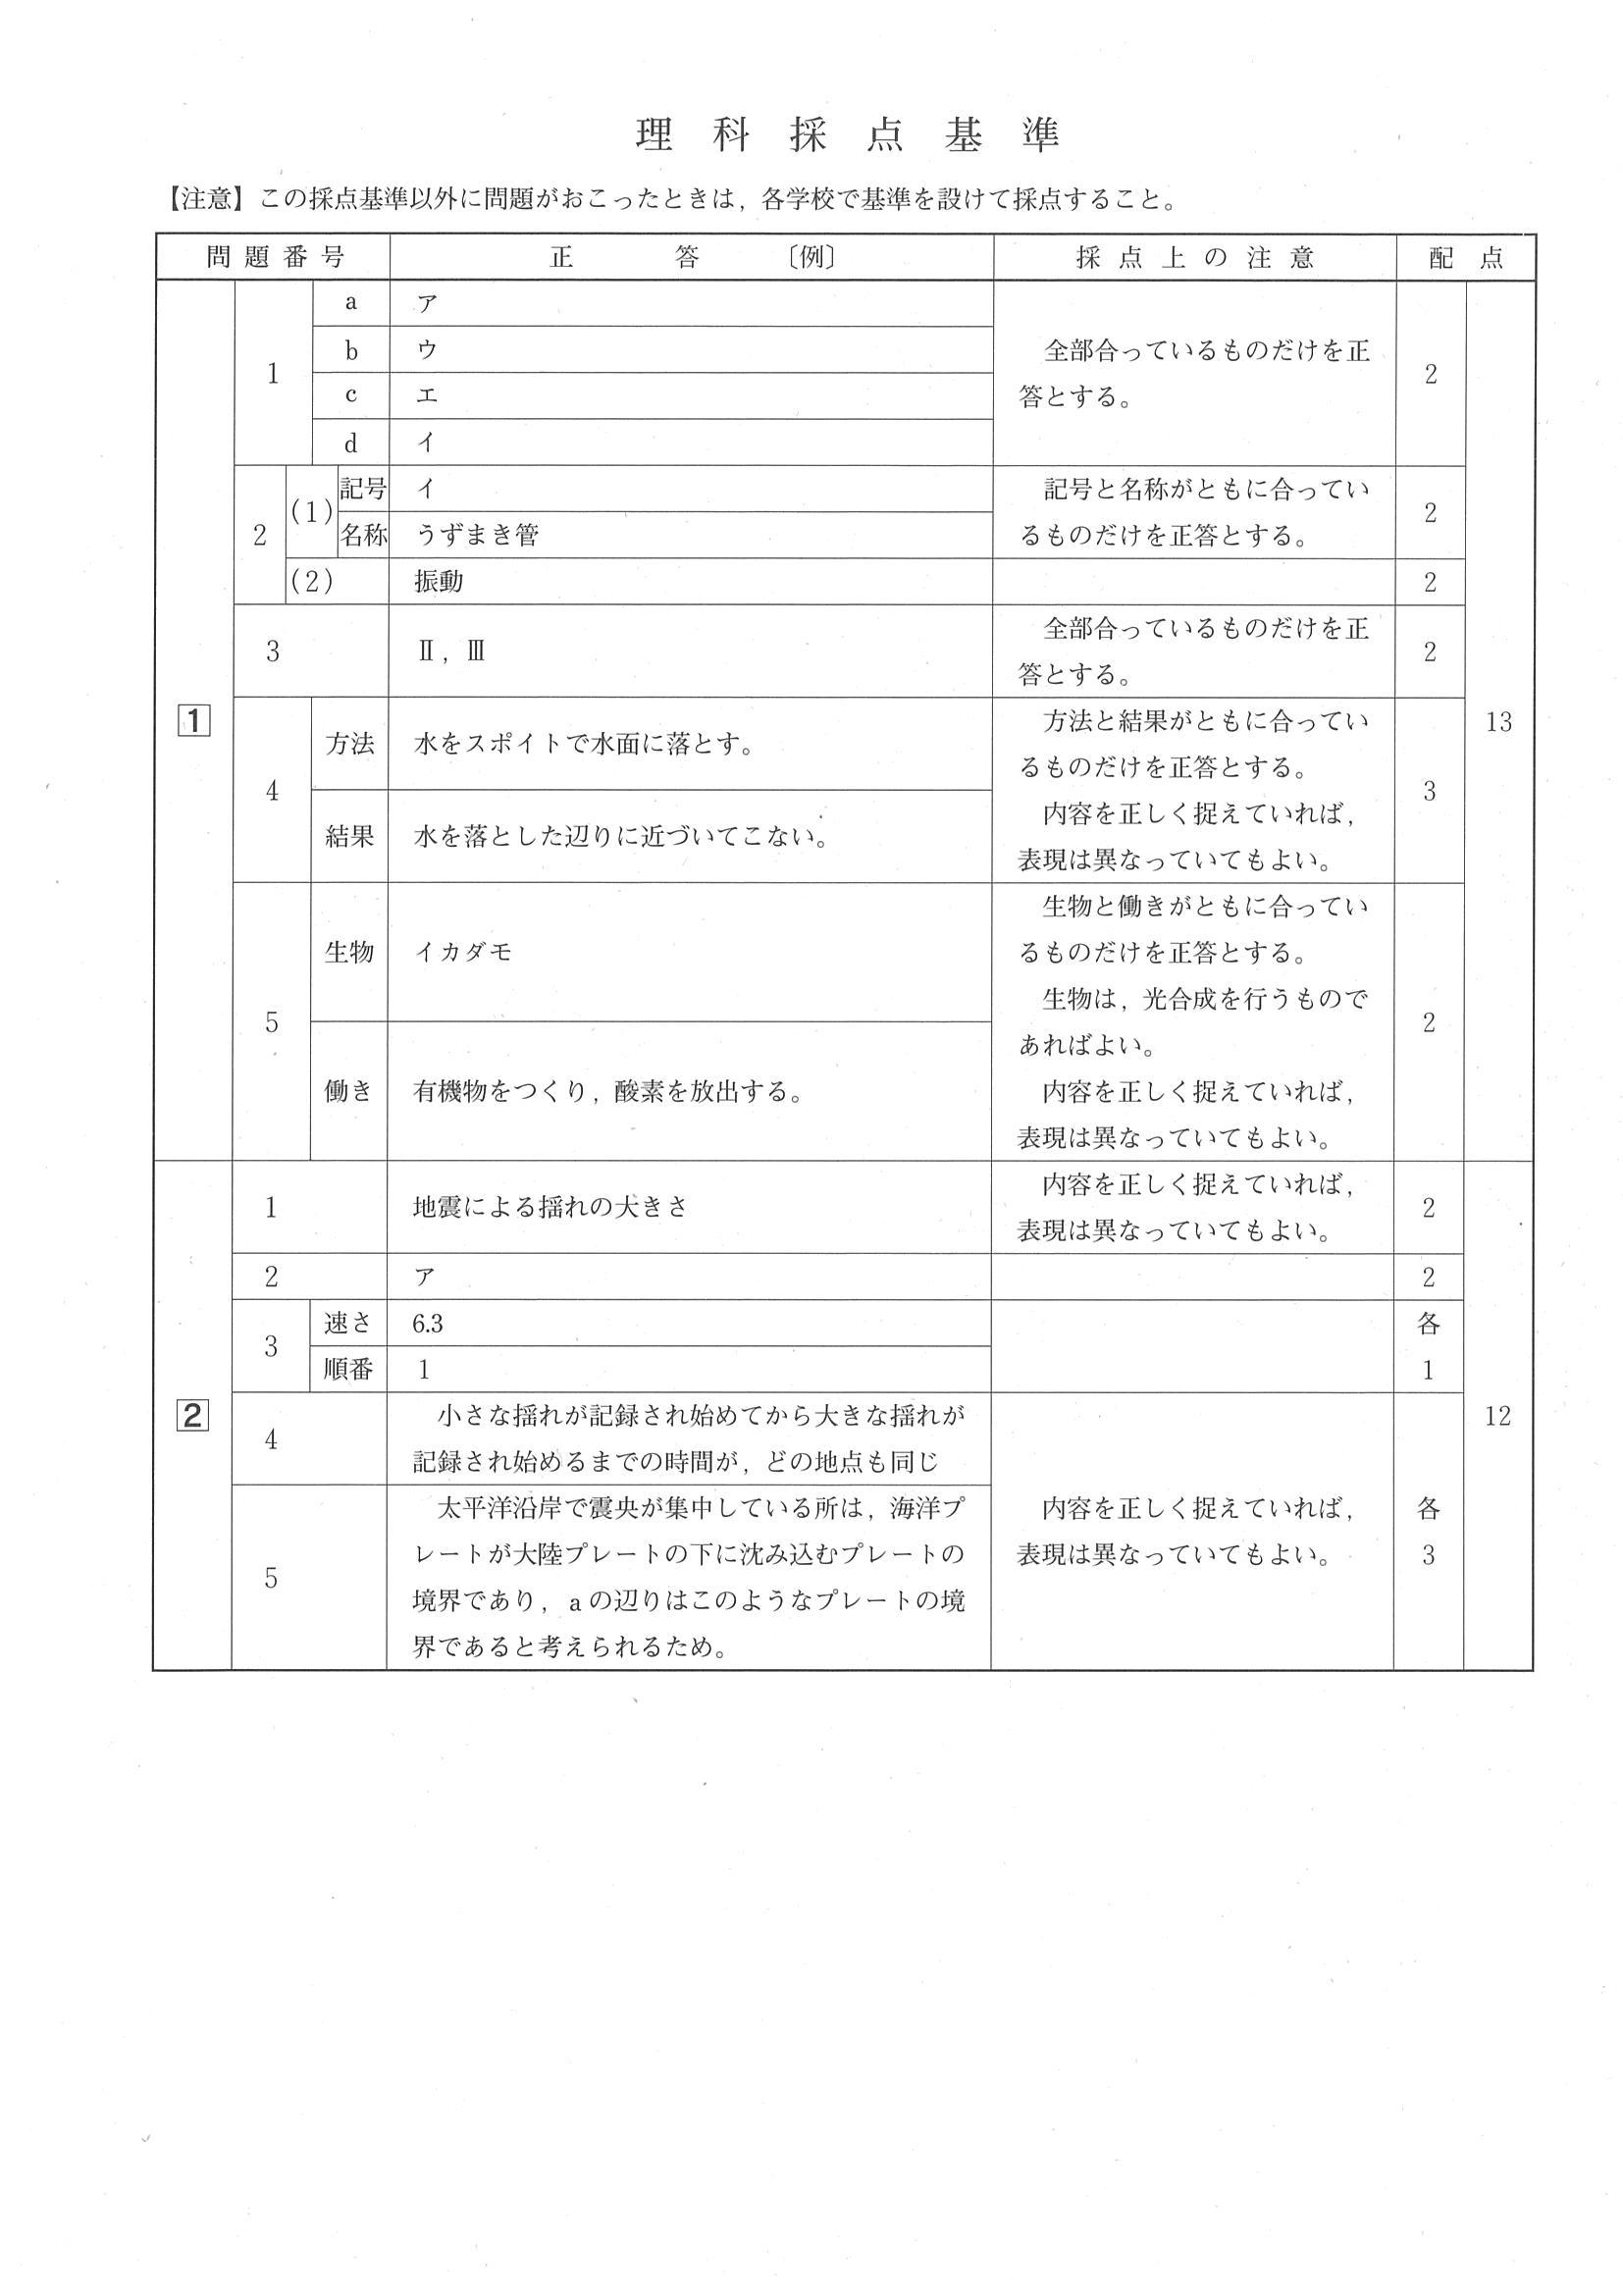 理科採点基準
【注意】この採点基準以外に問題がおこったときは，各学校で基準を設けて採点すること。
問題番号 正答〔例〕 採点上の注意 配点
1
1 a ア
b ウ
c エ
d イ
全部合っているものだけを正
答とする。
2
2 (1) 記号 イ
名称 うずまき管
記号と名称がともに合ってい
るものだけを正答とする。
2
(2) 振動 2
3 Ⅱ，Ⅲ
全部合っているものだけを正
答とする。
2
4 方法 水をスポイトで水面に落とす。
結果 水を落とした辺りに近づいてこない。
方法と結果がともに合ってい
るものだけを正答とする。
内容を正しく捉えていれば，
表現は異なっていてもよい。
3
5 生物 イカダモ
働き 有機物をつくり，酸素を放出する。
生物と働きがともに合ってい
るものだけを正答とする。
生物は，光合成を行うもので
あればよい。
内容を正しく捉えていれば，
表現は異なっていてもよい。
2
13
2
1 地震による揺れの大きさ
内容を正しく捉えていれば，
表現は異なっていてもよい。
2
2 ア 2
3 速さ 6.3
順番 1
各
1
4 小さな揺れが記録され始めてから大きな揺れが
記録され始めるまでの時間が，どの地点も同じ
5 太平洋沿岸で震央が集中している所は，海洋プ
レートが大陸プレートの下に沈み込むプレートの
境界であり，aの辺りはこのようなプレートの境
界であると考えられるため。
内容を正しく捉えていれば，
表現は異なっていてもよい。
各
3
12